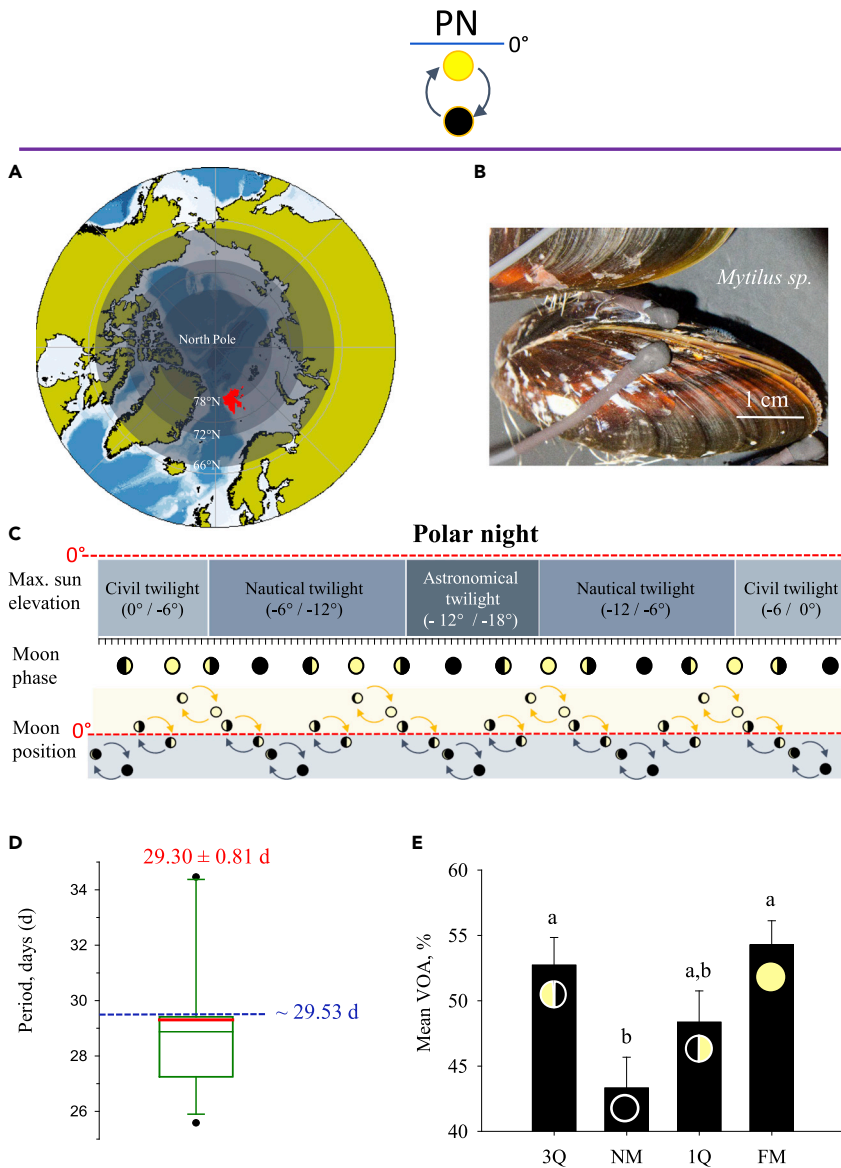 PN
0°
A
North Pole
78°N
72°N
66°N
B
Mytilus sp.
1 cm
C
Polar night
0°
Max. sun
elevation
Civil twilight
(0° / -6°)
Nautical twilight
(-6° / -12°)
Astronomical
twilight
(- 12° / -18°)
Nautical twilight
(-12 / -6°)
Civil twilight
(-6 / 0°)
Moon
phase
0°
Moon
position
D
29.30 ± 0.81 d
Period, days (d)
34
32
30
28
26
~ 29.53 d
E
Mean VOA, %
60
55
50
45
40
a
b
a,b
a
3Q
NM
1Q
FM